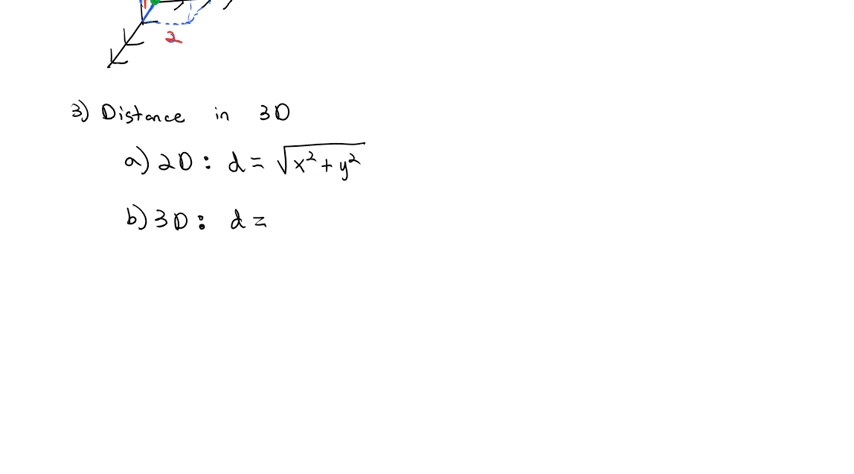 2
3) Distance in 3D
a) 2D : d = √x² + y²
b) 3D : d =